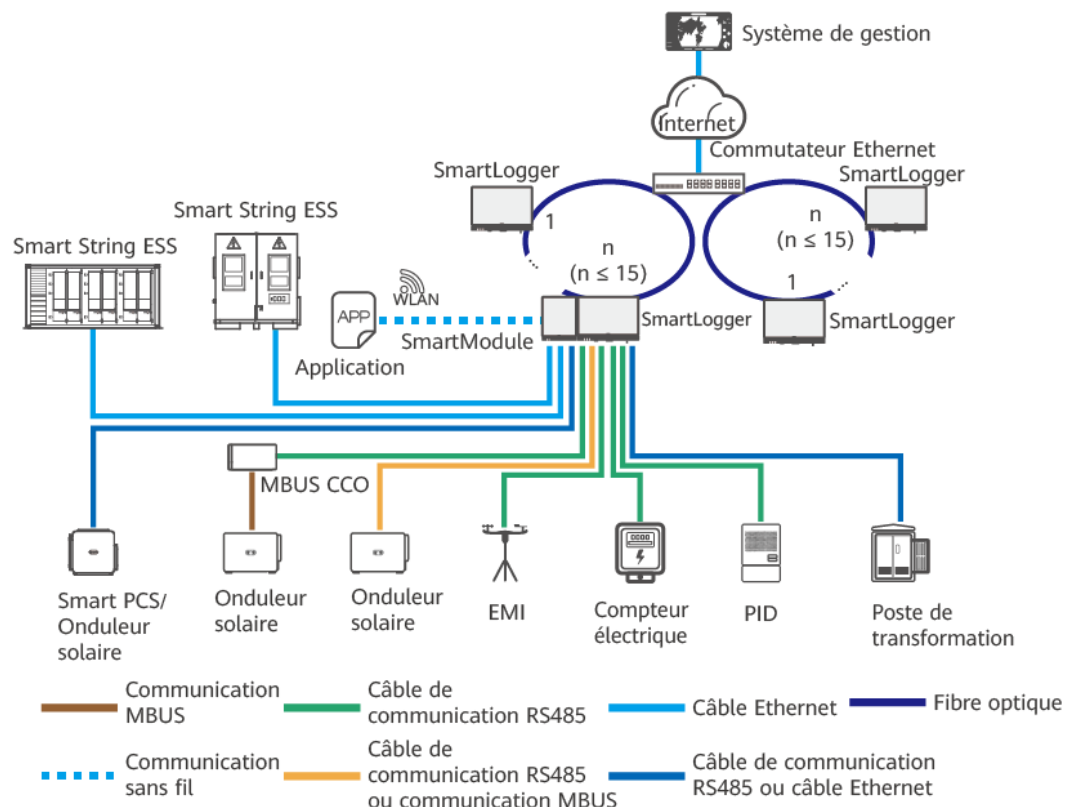 Système de gestion
Internet
Commutateur Ethernet
SmartLogger
SmartLogger
Smart String ESS
1
n
(n ≤ 15)
n
(n ≤ 15)
Smart String ESS
WLAN
1
APP
SmartLogger
SmartLogger
SmartModule
Application
MBUS CCO
Smart PCS/
Onduleur
solaire
Onduleur
solaire
Onduleur
solaire
EMI
Compteur
électrique
PID
Poste de
transformation
Communication
MBUS
Câble de
communication RS485
Câble Ethernet
Fibre optique
Communication
sans fil
Câble de
communication RS485
ou communication MBUS
Câble de communication
RS485 ou câble Ethernet